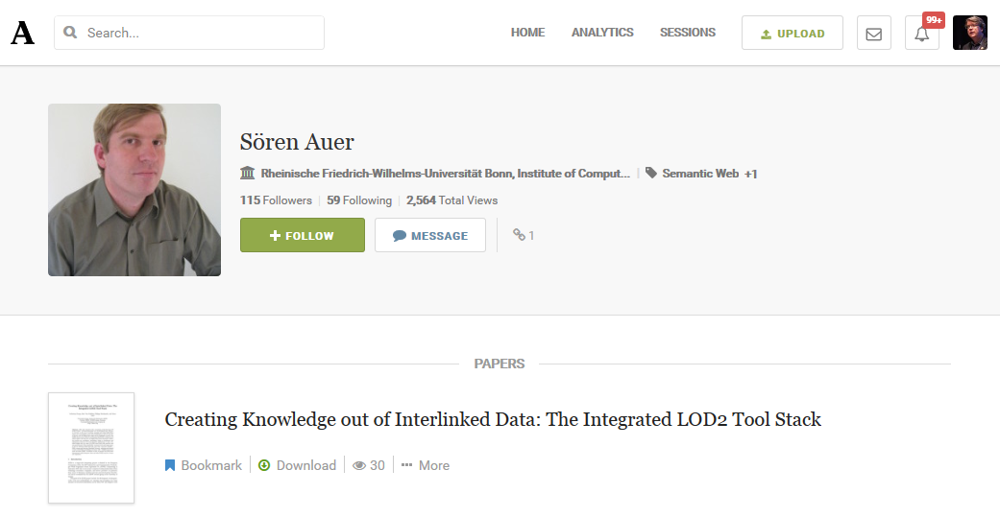 A
Search...
HOME
ANALYTICS
SESSIONS
UPLOAD
99+
Sören Auer
Rheinische Friedrich-Wilhelms-Universität Bonn, Institute of Comput... | Semantic Web +1
115 Followers | 59 Following | 2,564 Total Views
FOLLOW
MESSAGE
1
PAPERS
Creating Knowledge out of Interlinked Data: The Integrated LOD2 Tool Stack
Bookmark | Download | 30 | More